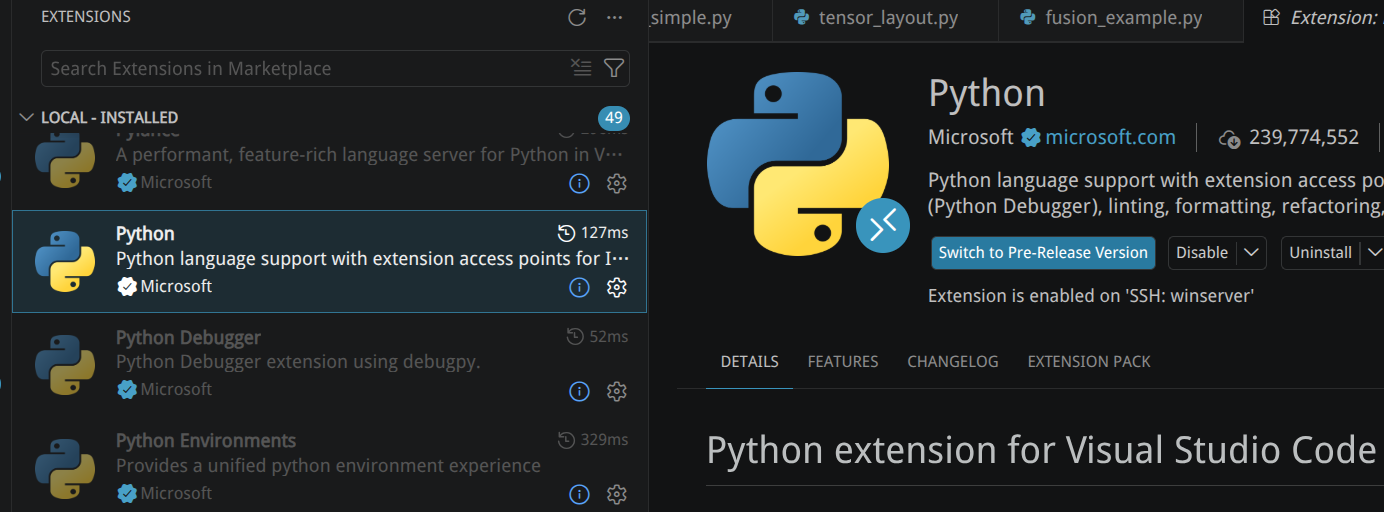 EXTENSIONS
Search Extensions in Marketplace
LOCAL - INSTALLED
49
Pylance
A performant, feature-rich language server for Python in V···
Microsoft
Python
127ms
Python language support with extension access points for I···
Microsoft
Python Debugger
52ms
Python Debugger extension using debugpy.
Microsoft
Python Environments
329ms
Provides a unified python environment experience
Microsoft
_simple.py
tensor_layout.py
fusion_example.py
Extension:
Python
Microsoft
microsoft.com
239,774,552
Python language support with extension access po
(Python Debugger), linting, formatting, refactoring,
Switch to Pre-Release Version
Disable
Uninstall
Extension is enabled on 'SSH: winserver'
DETAILS
FEATURES
CHANGELOG
EXTENSION PACK
Python extension for Visual Studio Code